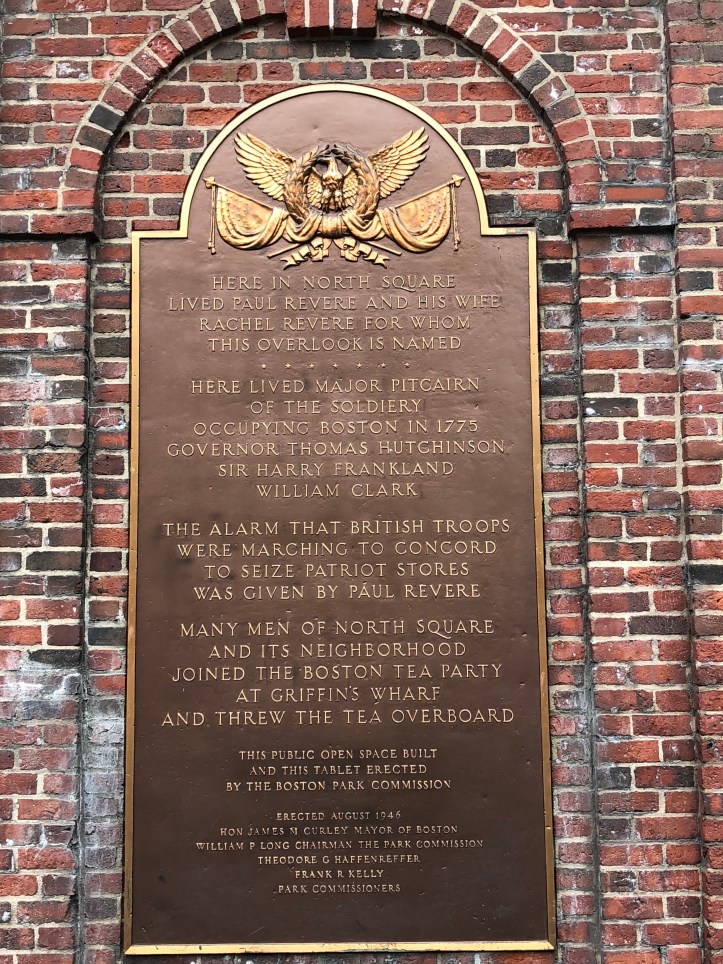 HERE IN NORTH SQUARE
LIVED PAUL REVERE AND HIS WIFE
RACHEL REVERE FOR WHOM
THIS OVERLOOK IS NAMED
HERE LIVED MAJOR PITCAIRN
OF THE SOLDIERY
OCCUPYING BOSTON IN 1775
GOVERNOR THOMAS HUTCHINSON
SIR HARRY FRANKLAND
WILLIAM CLARK
THE ALARM THAT BRITISH TROOPS
WERE MARCHING TO CONCORD
TO SEIZE PATRIOT STORES
WAS GIVEN BY PAUL REVERE
MANY MEN OF NORTH SQUARE
AND ITS NEIGHBORHOOD
JOINED THE BOSTON TEA PARTY
AT GRIFFIN'S WHARF
AND THREW THE TEA OVERBOARD
THIS PUBLIC OPEN SPACE BUILT
AND THIS TABLET ERECTED
BY THE BOSTON PARK COMMISSION
ERECTED AUGUST 1946
HON JAMES M CURLEY MAYOR OF BOSTON
WILLIAM P LONG CHAIRMAN THE PARK COMMISSION
THEODORE G HAFFENREFFER
FRANK R KELLY
PARK COMMISSIONERS